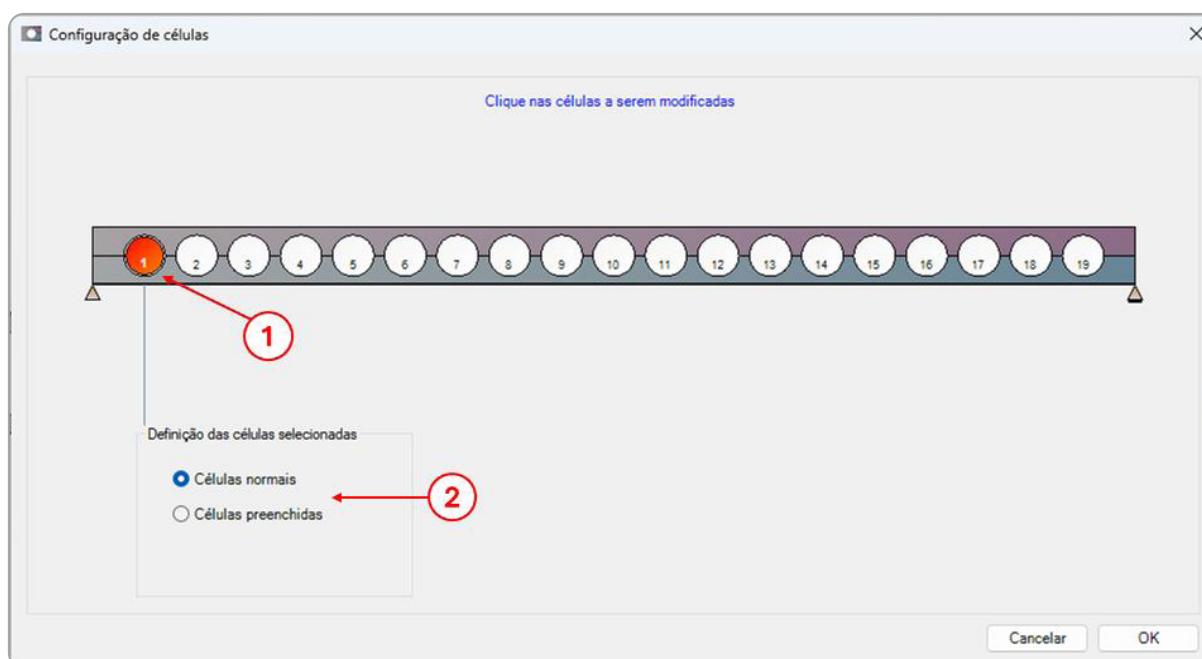 Configuração de células
Clique nas células a serem modificadas
1 2 3 4 5 6 7 8 9 10 11 12 13 14 15 16 17 18 19
1
Definição das células selecionadas
Células normais
2
Células preenchidas
Cancelar OK